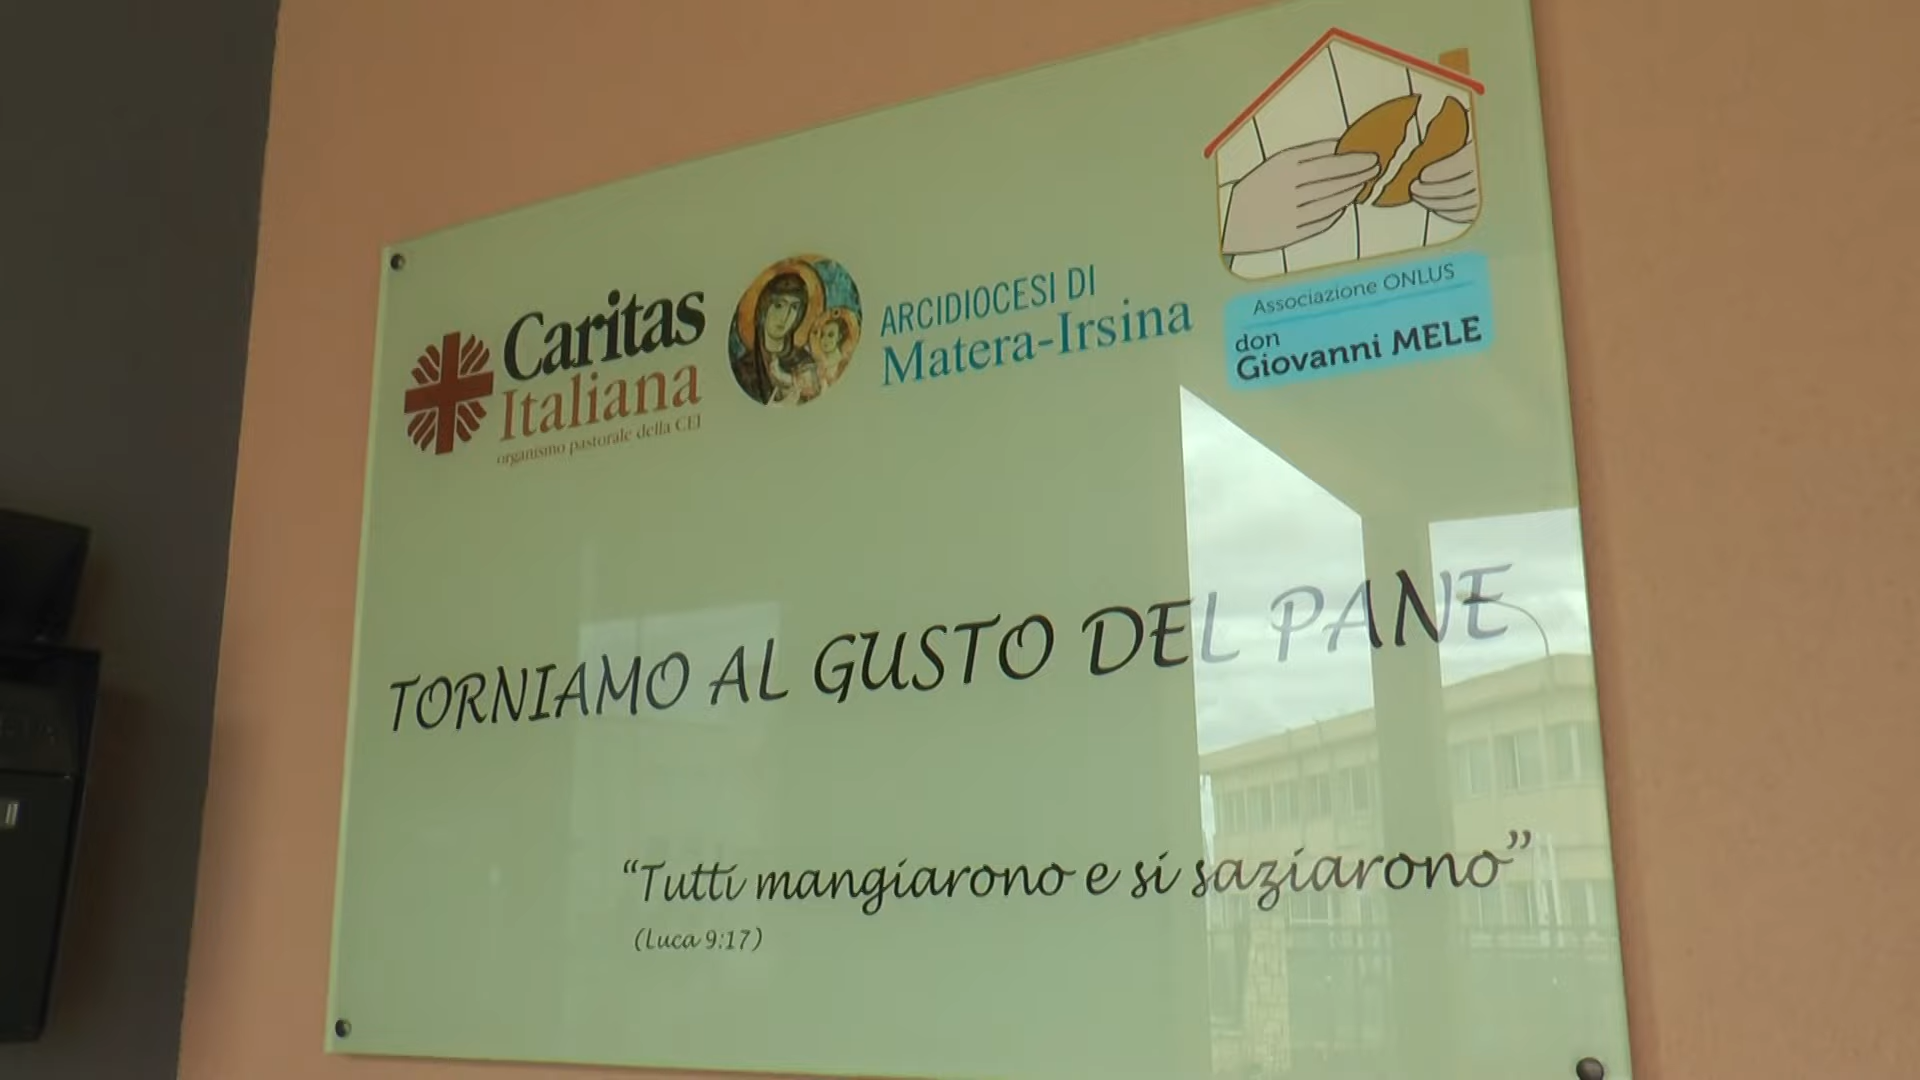 Caritas
Italiana
organismo pastorale della CEI
ARCIDIOCESI DI
Matera-Irsina
Associazione ONLUS
don
Giovanni MELE
TORNIAMO AL GUSTO DEL PANE
“Tutti mangiarono e si saziarono”
(Luca 9:17)